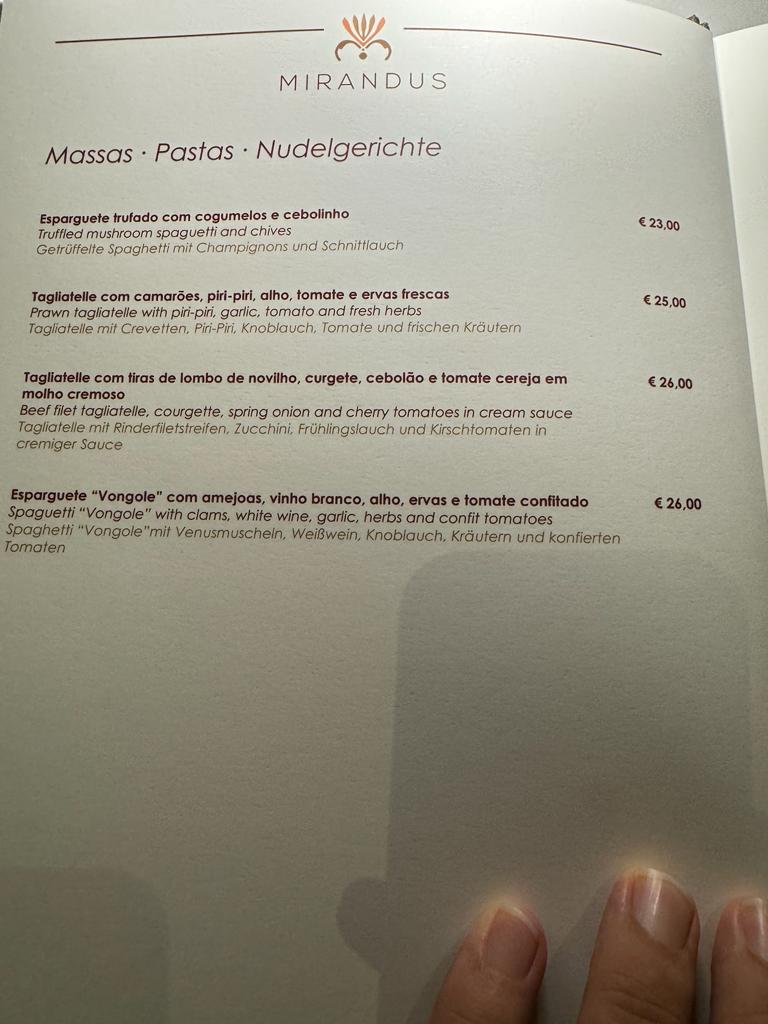 MIRANDUS
Massas · Pastas · Nudelgerichte
Esparguete trufado com cogumelos e cebolinho € 23,00
Truffled mushroom spaguetti and chives
Getrüffelte Spaghetti mit Champignons und Schnittlauch
Tagliatelle com camarões, piri-piri, alho, tomate e ervas frescas € 25,00
Prawn tagliatelle with piri-piri, garlic, tomato and fresh herbs
Tagliatelle mit Crevetten, Piri-Piri, Knoblauch, Tomate und frischen Kräutern
Tagliatelle com tiras de lombo de novilho, curgete, cebolão e tomate cereja em € 26,00
molho cremoso
Beef filet tagliatelle, courgette, spring onion and cherry tomatoes in cream sauce
Tagliatelle mit Rinderfiletstreifen, Zucchini, Frühlingslauch und Kirschtomaten in
cremiger Sauce
Esparguete “Vongole” com amejoas, vinho branco, alho, ervas e tomate confitado € 26,00
Spaguetti “Vongole” with clams, white wine, garlic, herbs and confit tomatoes
Spaghetti “Vongole”mit Venusmuscheln, Weißwein, Knoblauch, Kräutern und konfierten
Tomaten